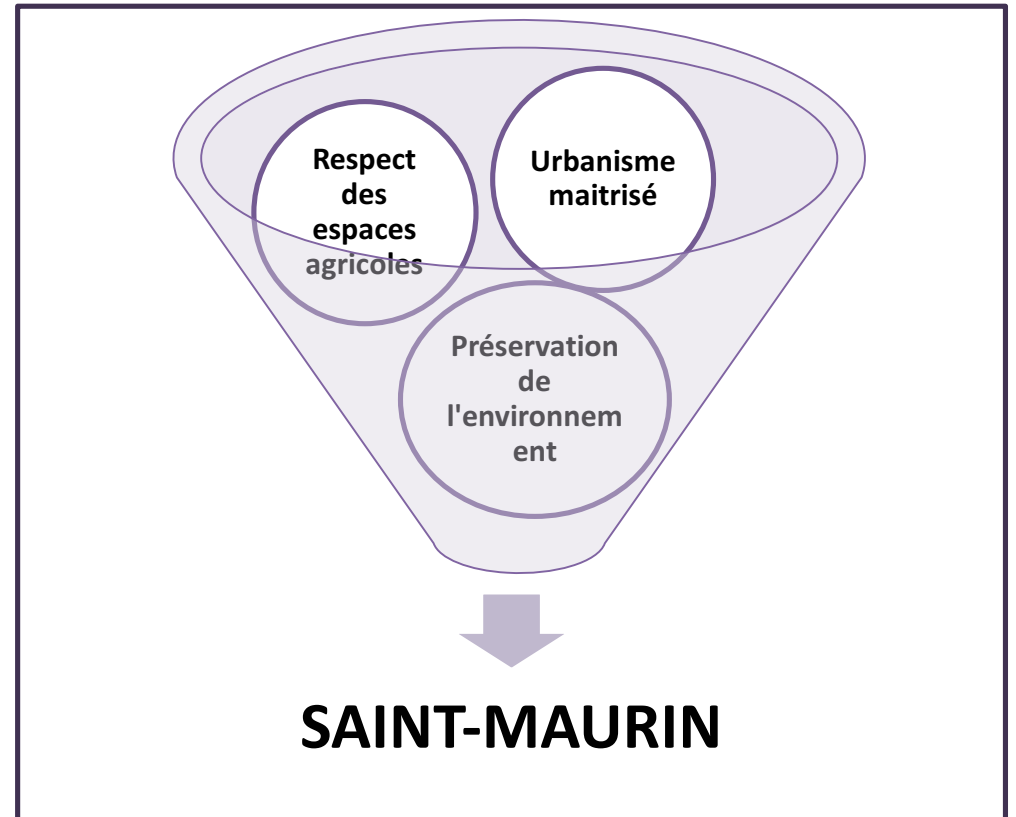 Respect
des
espaces
agricoles
Urbanisme
maitrisé
Préservation
de
l'environnem
ent
SAINT-MAURIN